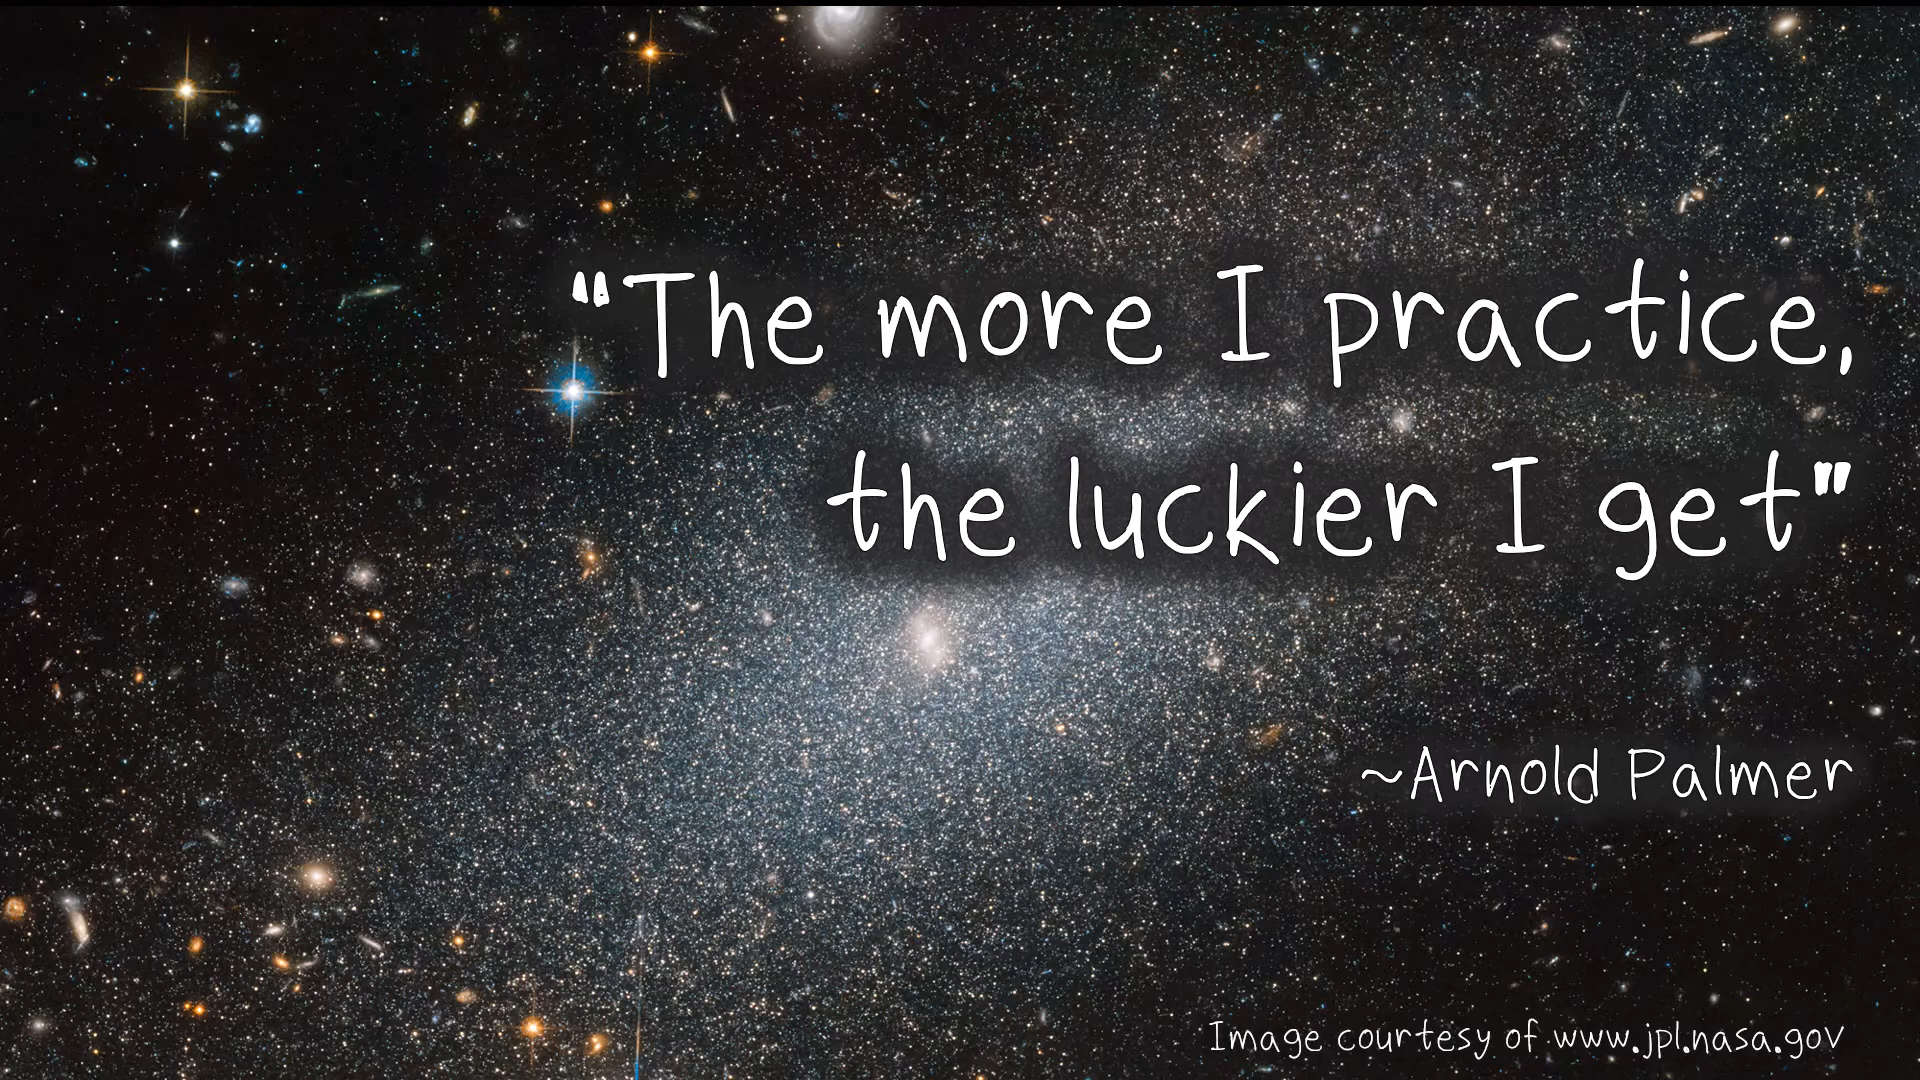 "The more I practice,
the luckier I get"
~Arnold Palmer
Image courtesy of www.jpl.nasa.gov